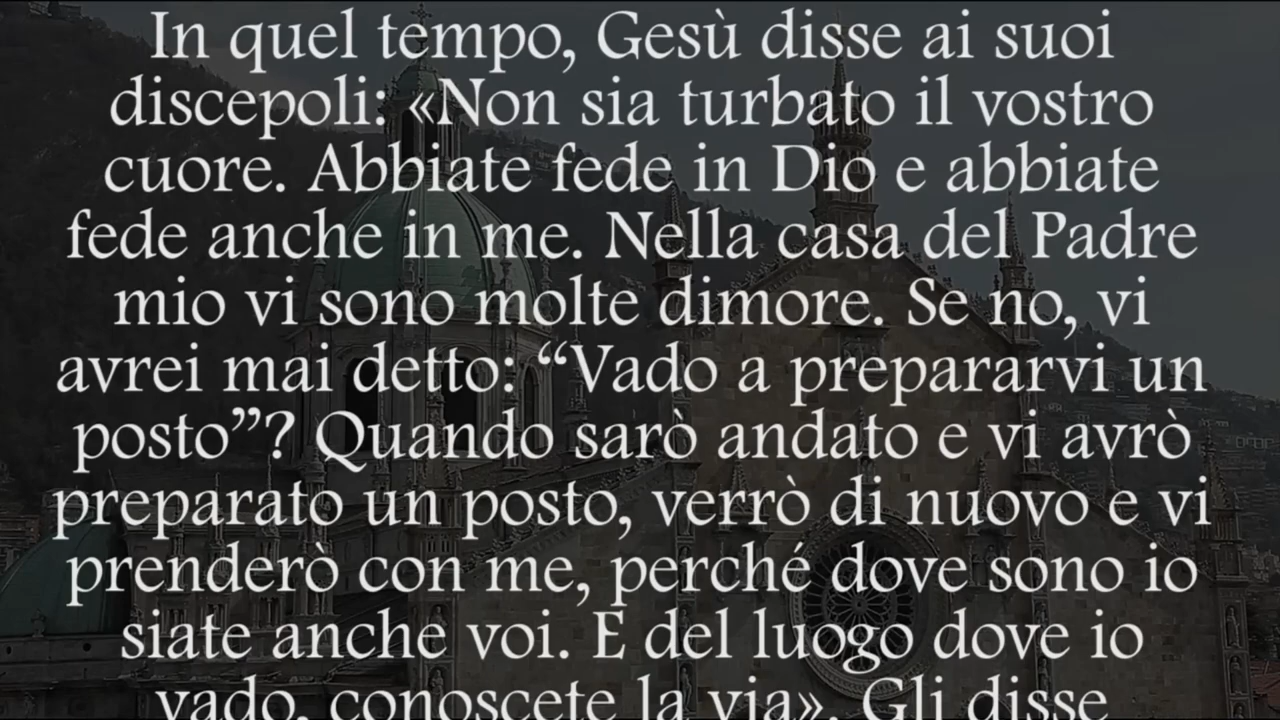 In quel tempo, Gesù disse ai suoi
discepoli: «Non sia turbato il vostro
cuore. Abbiate fede in Dio e abbiate
fede anche in me. Nella casa del Padre
mio vi sono molte dimore. Se no, vi
avrei mai detto: “Vado a prepararvi un
posto”? Quando sarò andato e vi avrò
preparato un posto, verrò di nuovo e vi
prenderò con me, perché dove sono io
siate anche voi. E del luogo dove io
vado, conoscete la via». Gli disse